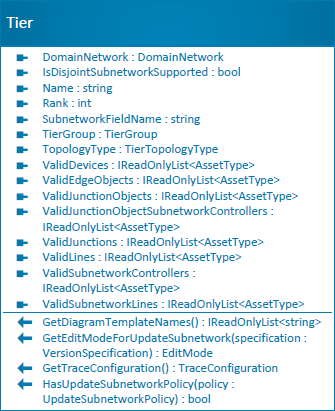 Tier
DomainNetwork : DomainNetwork
IsDisjointSubnetworkSupported : bool
Name : string
Rank : int
SubnetworkFieldName : string
TierGroup : TierGroup
TopologyType : TierTopologyType
ValidDevices : IReadOnlyList<AssetType>
ValidEdgeObjects : IReadOnlyList<AssetType>
ValidJunctionObjects : IReadOnlyList<AssetType>
ValidJunctionObjectSubnetworkControllers :
IReadOnlyList<AssetType>
ValidJunctions : IReadOnlyList<AssetType>
ValidLines : IReadOnlyList<AssetType>
ValidSubnetworkControllers :
IReadOnlyList<AssetType>
ValidSubnetworkLines : IReadOnlyList<AssetType>
GetDiagramTemplateNames() : IReadOnlyList<string>
GetEditModeForUpdateSubnetwork(specification :
VersionSpecification) : EditMode
GetTraceConfiguration() : TraceConfiguration
HasUpdateSubnetworkPolicy(policy :
UpdateSubnetworkPolicy) : bool